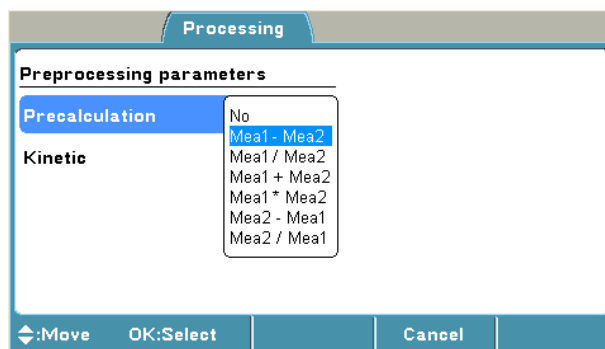 Processing
Preprocessing parameters
Precalculation
No
Mea1 - Mea2
Kinetic
Mea1 / Mea2
Mea1 + Mea2
Mea1 * Mea2
Mea2 - Mea1
Mea2 / Mea1
:Move OK:Select Cancel